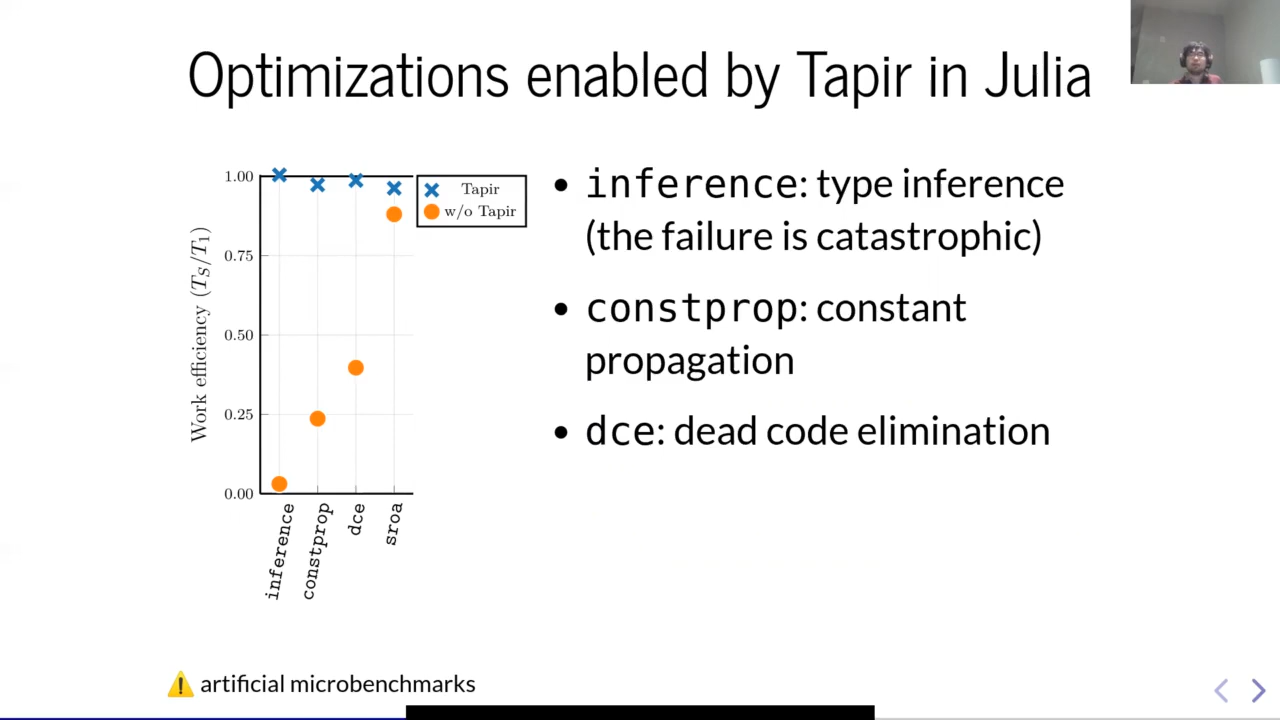 Optimizations enabled by Tapir in Julia
1.00
0.75
0.50
0.25
0.00
Work efficiency (T_S/T_1)
Tapir
w/o Tapir
inference
constprop
dce
sroa
• inference: type inference
(the failure is catastrophic)
• constprop: constant
propagation
• dce: dead code elimination
⚠️ artificial microbenchmarks